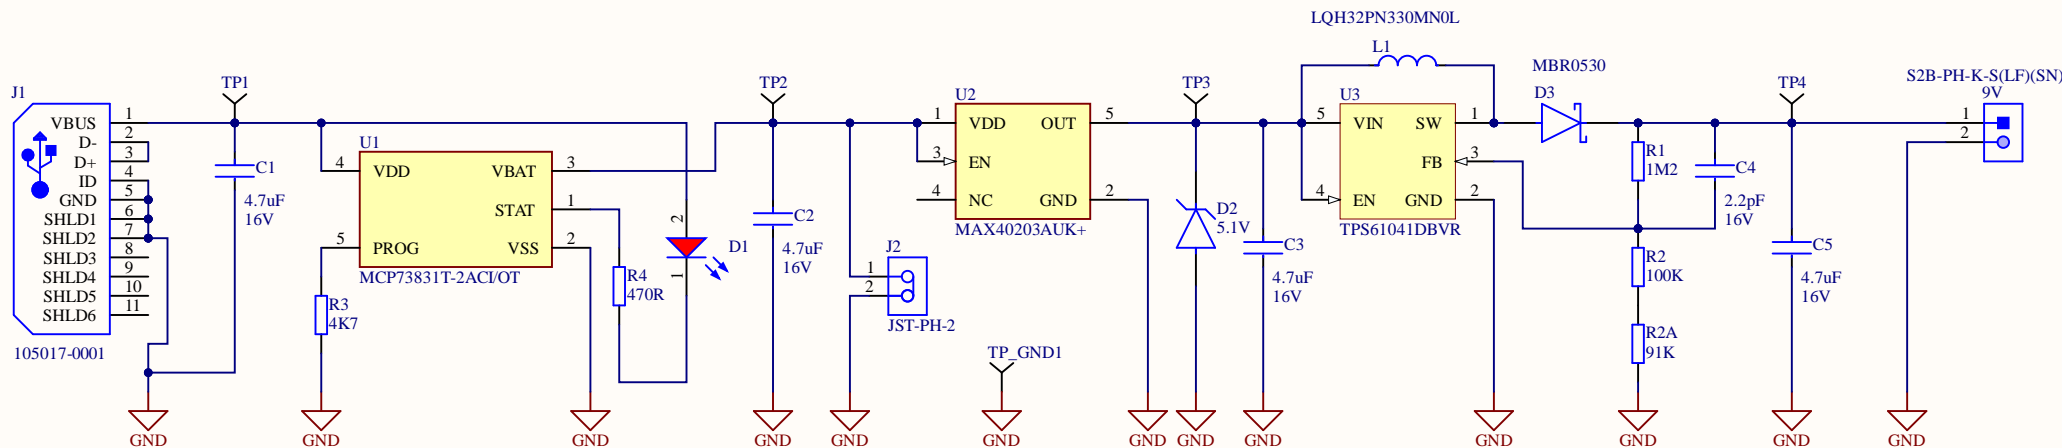 J1
VBUS 1
D- 2
D+ 3
ID 4
GND 5
SHLD1 6
SHLD2 7
SHLD3 8
SHLD4 9
SHLD5 10
SHLD6 11
105017-0001
GND
TP1
C1
4.7uF
16V
U1
4 VDD VBAT 3
STAT 1
5 PROG VSS 2
MCP73831T-2ACI/OT
R3
4K7
GND
GND
R4
470R
2
D1
1
TP2
C2
4.7uF
16V
GND
J2
1
2
JST-PH-2
GND
U2
1 VDD OUT 5
3 EN
4 NC GND 2
MAX40203AUK+
TP_GND1
GND
GND
TP3
D2
5.1V
GND
C3
4.7uF
16V
GND
LQH32PN330MN0L
L1
U3
5 VIN SW 1
FB 3
4 EN GND 2
TPS61041DBVR
GND
MBR0530
D3
R1
1M2
C4
2.2pF
16V
R2
100K
R2A
91K
GND
TP4
C5
4.7uF
16V
GND
S2B-PH-K-S(LF)(SN)
9V
1
2
GND